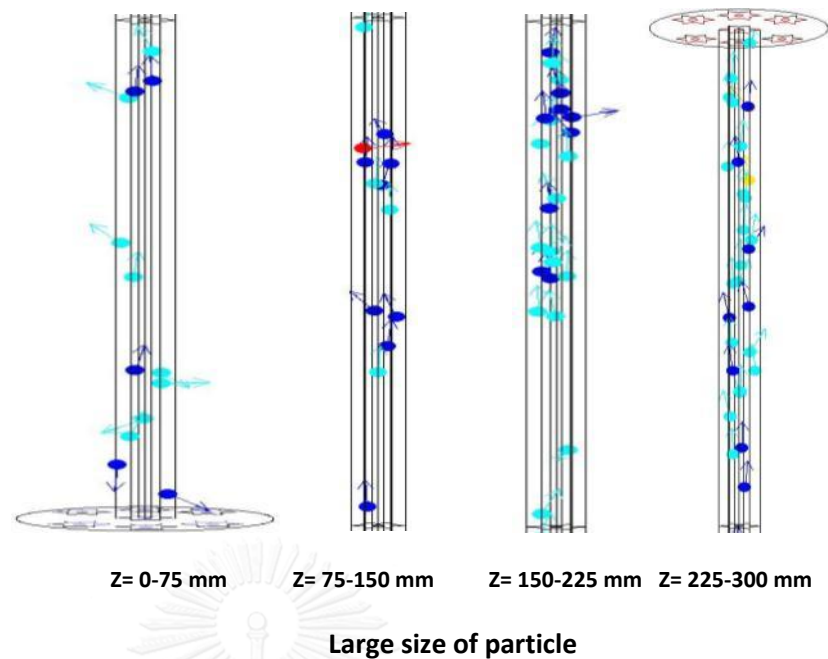 Z= 0-75 mm Z= 75-150 mm Z= 150-225 mm Z= 225-300 mm
Large size of particle